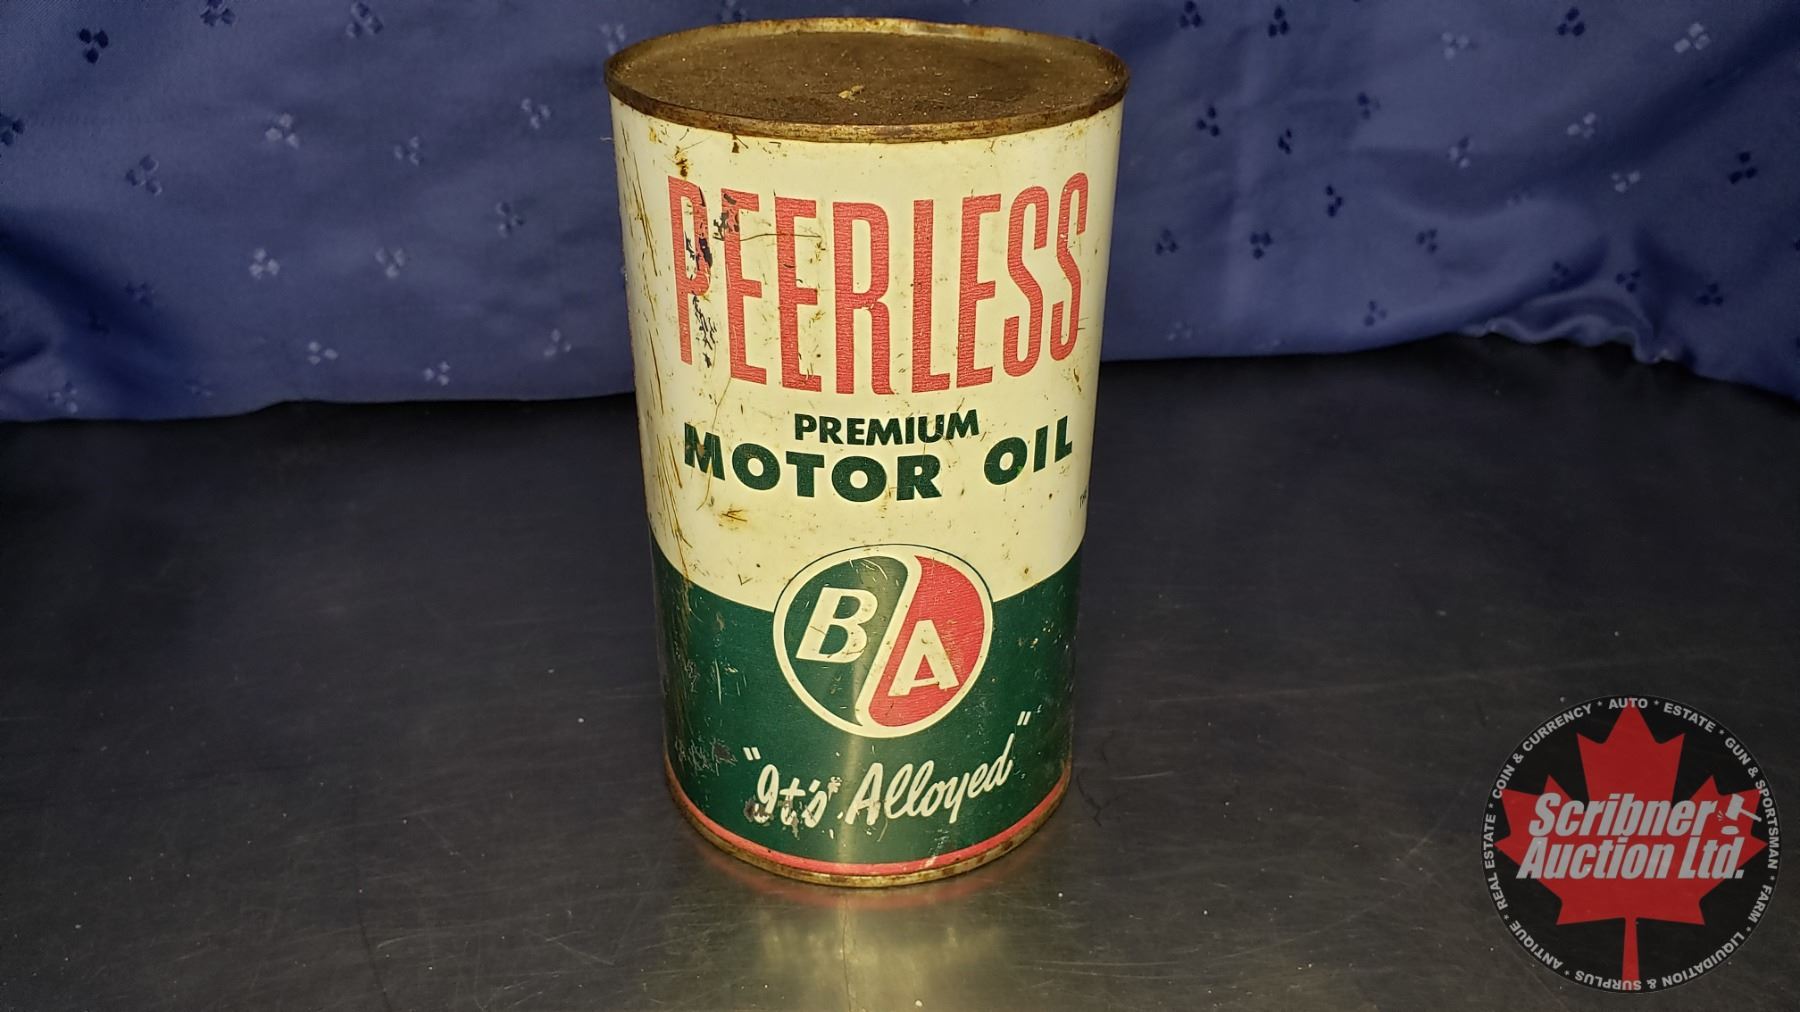 PEERLESS
PREMIUM
MOTOR OIL
B/A
"It's Alloyed"
Scribner
Auction Ltd.
REAL ESTATE * COIN & CURRENCY * AUTO * ESTATE * GUN & SPORTSMAN * FARM * LIQUIDATION & SURPLUS * ANTIQUE *